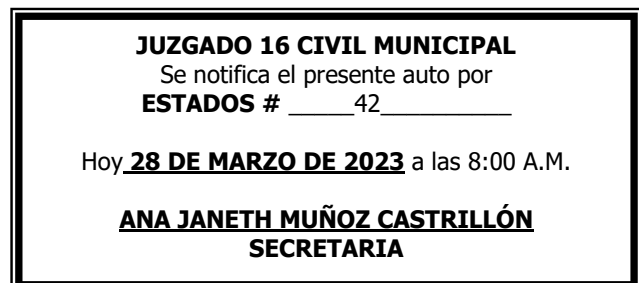 JUZGADO 16 CIVIL MUNICIPAL
Se notifica el presente auto por
ESTADOS # _____42__________
Hoy 28 DE MARZO DE 2023 a las 8:00 A.M.
ANA JANETH MUÑOZ CASTRILLÓN
SECRETARIA